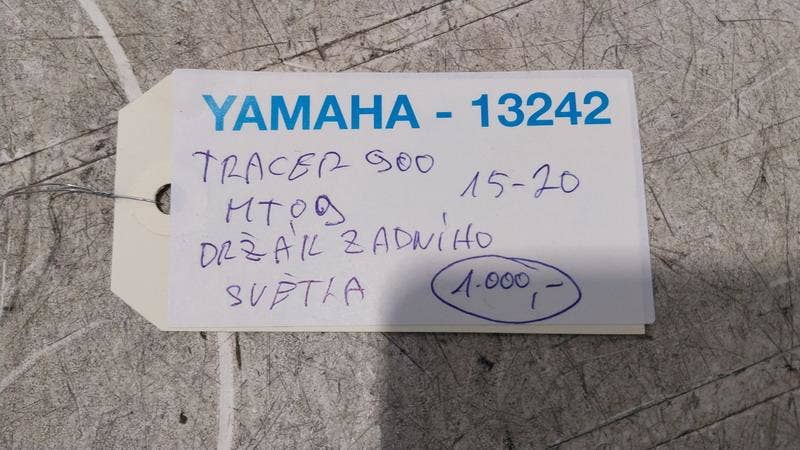 YAMAHA - 13242
TRACER 900 15-20
MT09
DRŽÁK ZADNÍHO
SVĚTLA 1.000,-